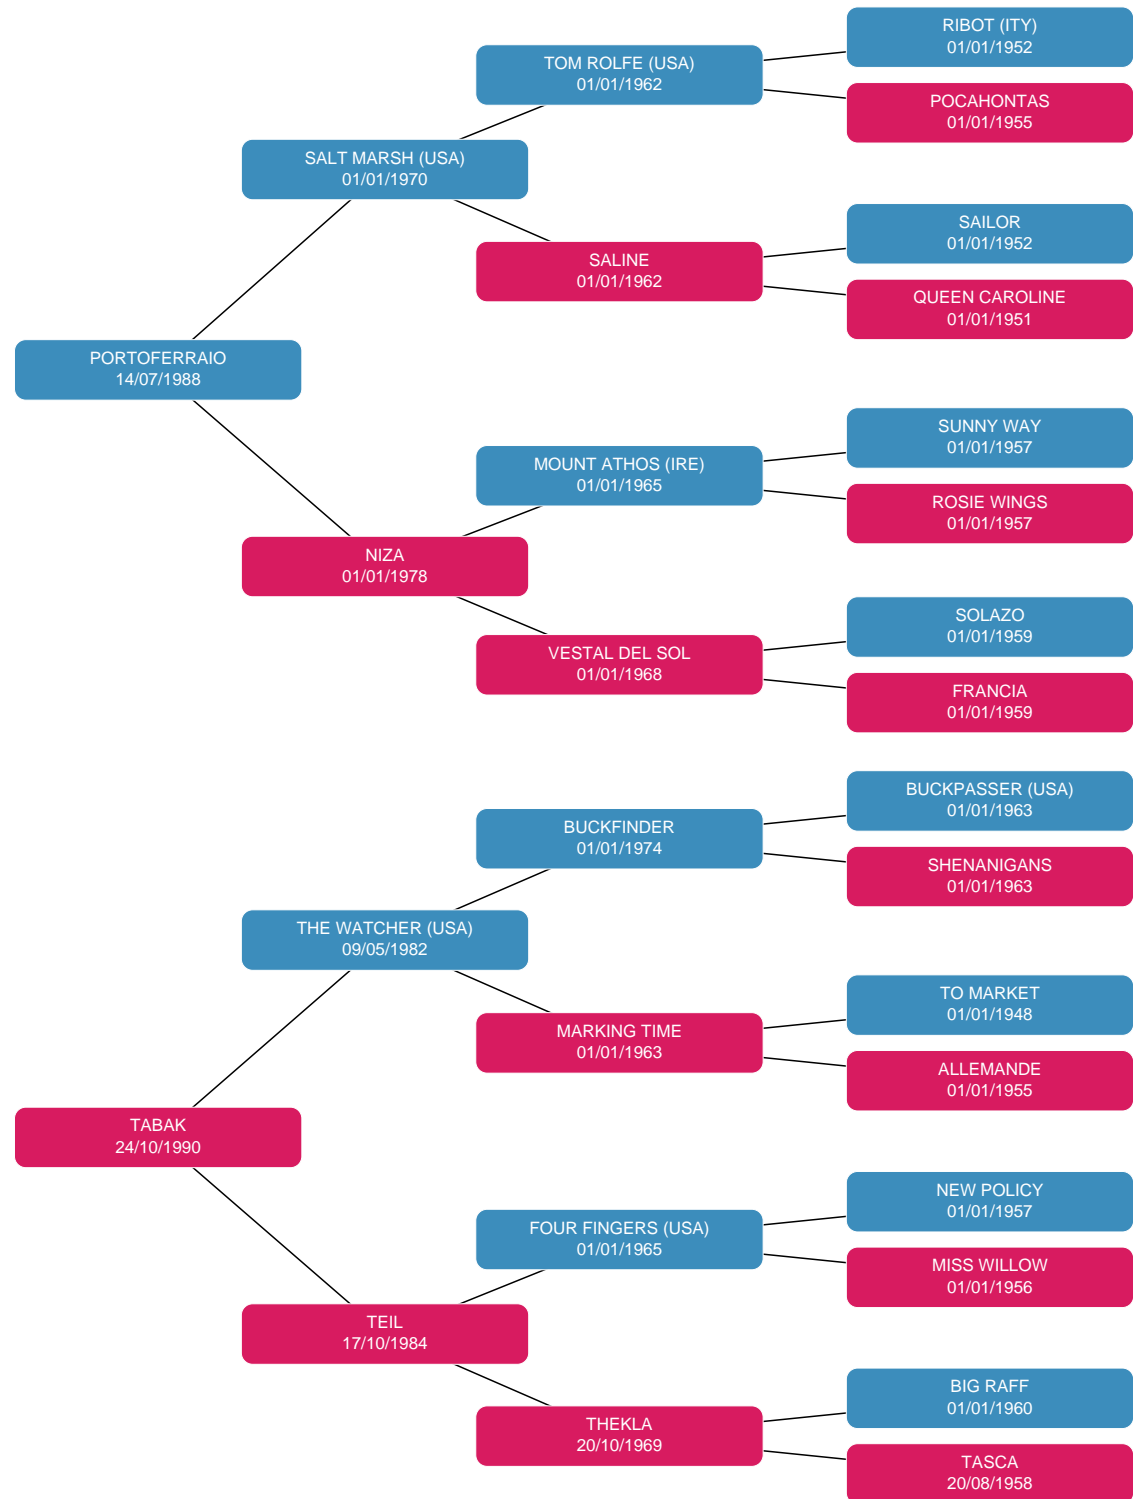 RIBOT (ITY)
01/01/1952
TOM ROLFE (USA)
01/01/1962
POCAHONTAS
01/01/1955
SALT MARSH (USA)
01/01/1970
SAILOR
01/01/1952
SALINE
01/01/1962
QUEEN CAROLINE
01/01/1951
PORTOFERRAIO
14/07/1988
SUNNY WAY
01/01/1957
MOUNT ATHOS (IRE)
01/01/1965
ROSIE WINGS
01/01/1957
NIZA
01/01/1978
SOLAZO
01/01/1959
VESTAL DEL SOL
01/01/1968
FRANCIA
01/01/1959
BUCKPASSER (USA)
01/01/1963
BUCKFINDER
01/01/1974
SHENANIGANS
01/01/1963
THE WATCHER (USA)
09/05/1982
TO MARKET
01/01/1948
MARKING TIME
01/01/1963
ALLEMANDE
01/01/1955
TABAK
24/10/1990
NEW POLICY
01/01/1957
FOUR FINGERS (USA)
01/01/1965
MISS WILLOW
01/01/1956
TEIL
17/10/1984
BIG RAFF
01/01/1960
THEKLA
20/10/1969
TASCA
20/08/1958